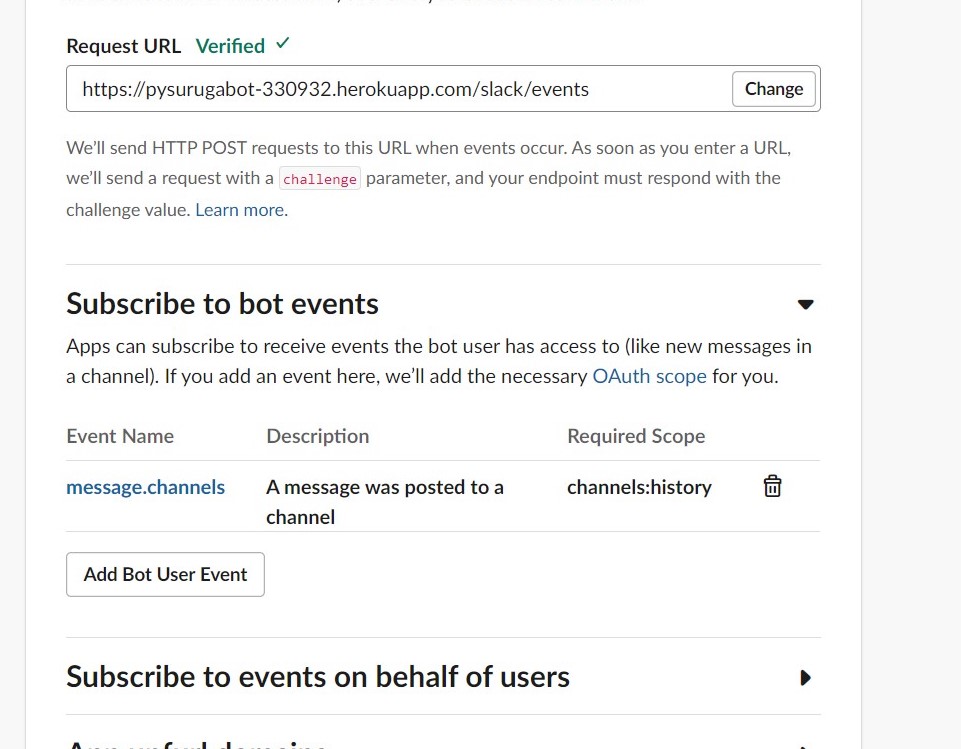 Request URL Verified ✓
https://pysurugabot-330932.herokuapp.com/slack/events Change
We’ll send HTTP POST requests to this URL when events occur. As soon as you enter a URL,
we’ll send a request with a challenge parameter, and your endpoint must respond with the
challenge value. Learn more.
Subscribe to bot events
Apps can subscribe to receive events the bot user has access to (like new messages in
a channel). If you add an event here, we’ll add the necessary OAuth scope for you.
Event Name Description Required Scope
message.channels A message was posted to a channels:history
channel
Add Bot User Event
Subscribe to events on behalf of users